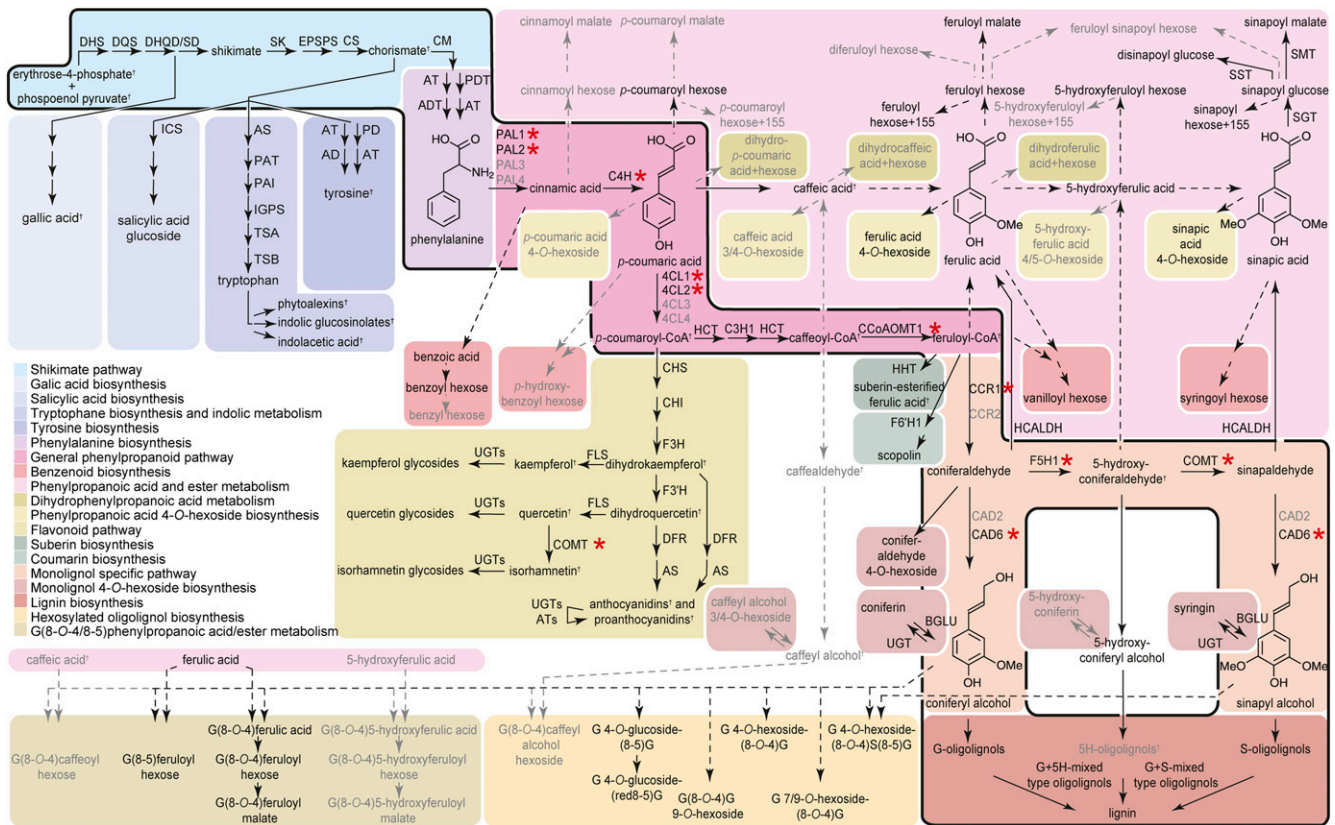 DHS DQS DHQD/SD shikimate SK EPSPS CS chorismate† CM
erythrose-4-phosphate†
+
phospoenol pyruvate†
AT PDT
ADT AT
HO O
NH2
phenylalanine
gallic acid†
ICS
salicylic acid
glucoside
AS
PAT
PAI
IGPS
TSA
TSB
tryptophan
phytoalexins†
indolic glucosinolates†
indolacetic acid†
AT PD
AD AT
tyrosine†
cinnamoyl malate
cinnamoyl hexose
p-coumaroyl malate
p-coumaroyl hexose
p-coumaroyl
hexose+155
PAL1 *
PAL2 *
PAL3
PAL4
cinnamic acid
C4H *
HO O
OH
p-coumaric acid
dihydro-
p-coumaric
acid+hexose
p-coumaric acid
4-O-hexoside
4CL1 *
4CL2 *
4CL3
4CL4
p-coumaroyl-CoA† HCT C3H1 HCT caffeoyl-CoA† CCoAOMT1 * feruloyl-CoA†
benzoic acid
benzoyl hexose
benzyl hexose
p-hydroxy-
benzoyl hexose
feruloyl malate
diferuloyl hexose
feruloyl hexose
feruloyl
hexose+155
dihydrocaffeic
acid+hexose
caffeic acid†
caffeic acid
3/4-O-hexoside
HO O
OMe
OH
ferulic acid
ferulic acid
4-O-hexoside
feruloyl sinapoyl hexose
5-hydroxyferuloyl hexose
5-hydroxyferuloyl
hexose+155
dihydroferulic
acid+hexose
5-hydroxyferulic acid
5-hydroxy-
ferulic acid
4/5-O-hexoside
sinapoyl malate
disinapoyl glucose
SMT
SST
sinapoyl glucose
sinapoyl
hexose+155
SGT
HO O
MeO OMe
OH
sinapic acid
sinapic
acid
4-O-hexoside
vanilloyl hexose
syringoyl hexose
HCALDH
HCALDH
HHT
suberin-esterified
ferulic acid†
F6'H1
scopolin
CCR1 *
CCR2
Shikimate pathway
Galic acid biosynthesis
Salicylic acid biosynthesis
Tryptophane biosynthesis and indolic metabolism
Tyrosine biosynthesis
Phenylalanine biosynthesis
General phenylpropanoid pathway
Benzenoid biosynthesis
Phenylpropanoic acid and ester metabolism
Dihydrophenylpropanoic acid metabolism
Phenylpropanoic acid 4-O-hexoside biosynthesis
Flavonoid pathway
Suberin biosynthesis
Coumarin biosynthesis
Monolignol specific pathway
Monolignol 4-O-hexoside biosynthesis
Lignin biosynthesis
Hexosylated oligolignol biosynthesis
G(8-O-4/8-5)phenylpropanoic acid/ester metabolism
CHS
CHI
F3H
kaempferol glycosides UGTs kaempferol† FLS dihydrokaempferol†
F3'H
quercetin glycosides UGTs quercetin† FLS dihydroquercetin†
COMT *
DFR DFR
isorhamnetin glycosides UGTs isorhamnetin†
AS AS
UGTs
ATs
anthocyanidins† and
proanthocyanidins†
caffealdehyde†
caffeyl alcohol
3/4-O-hexoside
caffeyl alcohol†
coniferaldehyde F5H1 * 5-hydroxy-
coniferaldehyde† COMT * sinapaldehyde
CAD2
CAD6 *
CAD2
CAD6 *
conifer-
aldehyde
4-O-hexoside
coniferin
BGLU
UGT
OH
OMe
OH
coniferyl alcohol
5-hydroxy-
coniferin
5-hydroxy-
coniferyl alcohol
syringin
BGLU
UGT
OH
MeO OMe
OH
sinapyl alcohol
caffeic acid† ferulic acid 5-hydroxyferulic acid
G(8-O-4)caffeoyl
hexose
G(8-5)feruloyl
hexose
G(8-O-4)ferulic acid
G(8-O-4)feruloyl
hexose
G(8-O-4)feruloyl
malate
G(8-O-4)5-hydroxyferulic acid
G(8-O-4)5-hydroxyferuloyl
hexose
G(8-O-4)5-hydroxyferuloyl
malate
G(8-O-4)caffeyl
alcohol
hexoside
G 4-O-glucoside-
(8-5)G
G 4-O-glucoside-
(red8-5)G
G 4-O-hexoside-
(8-O-4)G
G(8-O-4)G
9-O-hexoside
G 4-O-hexoside-
(8-O-4)S(8-5)G
G 7/9-O-hexoside-
(8-O-4)G
G-oligolignols 5H-oligolignols† S-oligolignols
G+5H-mixed
type oligolignols
G+S-mixed
type oligolignols
lignin